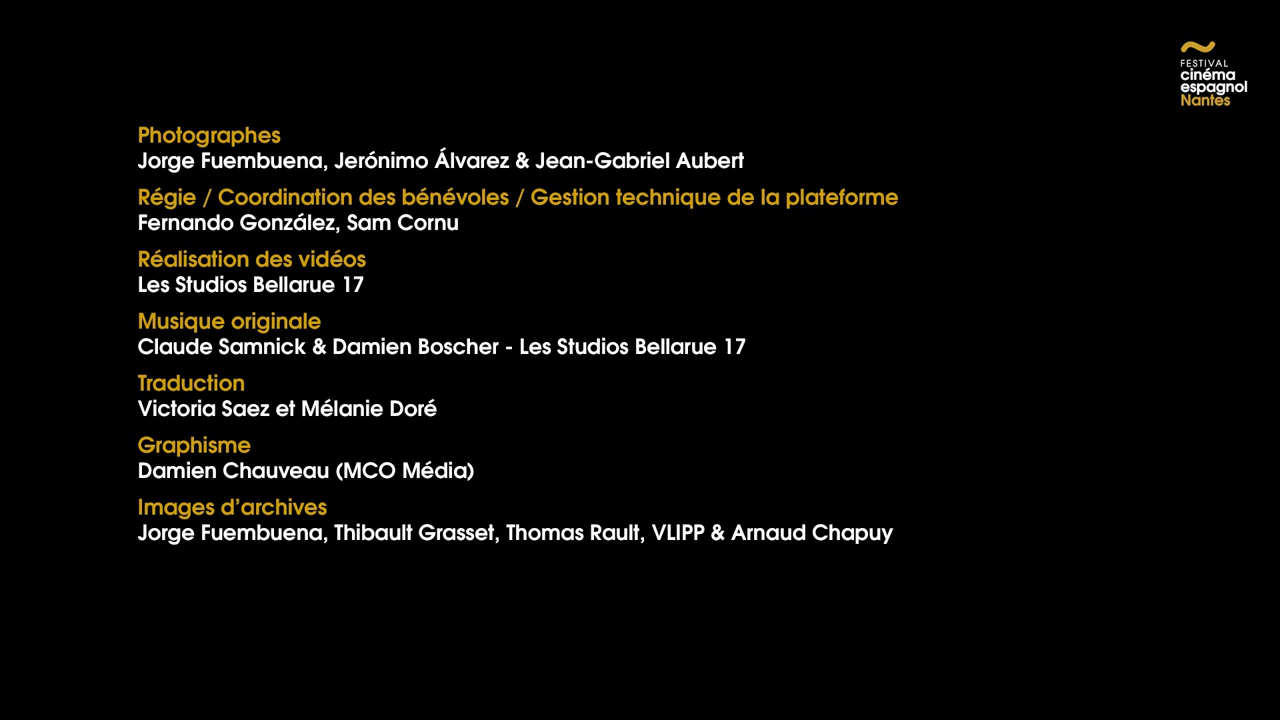 FESTIVAL
cinéma
espagnol
Nantes
Photographes
Jorge Fuembuena, Jerónimo Álvarez & Jean-Gabriel Aubert
Régie / Coordination des bénévoles / Gestion technique de la plateforme
Fernando González, Sam Cornu
Réalisation des vidéos
Les Studios Bellarue 17
Musique originale
Claude Samnick & Damien Boscher - Les Studios Bellarue 17
Traduction
Victoria Saez et Mélanie Doré
Graphisme
Damien Chauveau (MCO Média)
Images d’archives
Jorge Fuembuena, Thibault Grasset, Thomas Rault, VLIPP & Arnaud Chapuy